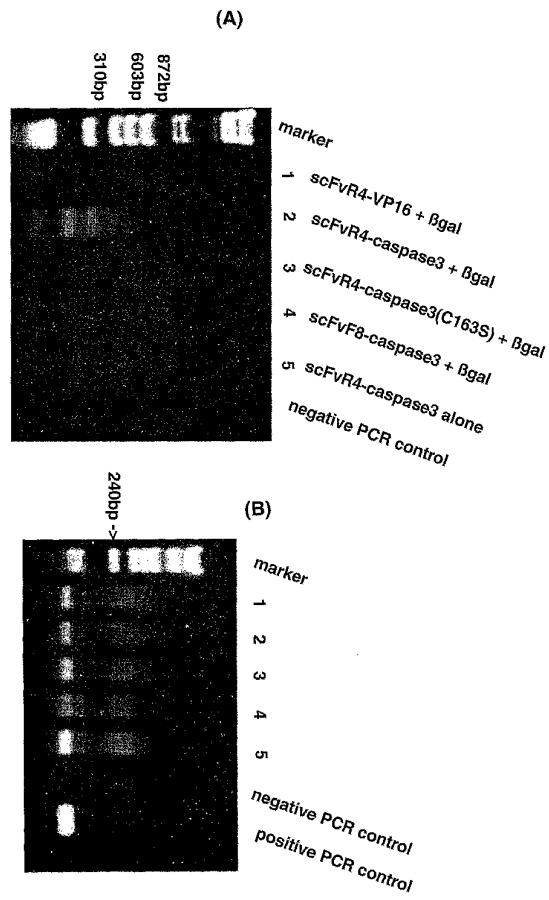 (A)
310bp
603bp
872bp
marker
1 scFvR4-VP16 + ßgal
2 scFvR4-caspase3 + ßgal
3 scFvR4-caspase3(C163S) + ßgal
4 scFvF8-caspase3 + ßgal
5 scFvR4-caspase3 alone
negative PCR control
(B)
240bp ->
marker
1
2
3
4
5
negative PCR control
positive PCR control